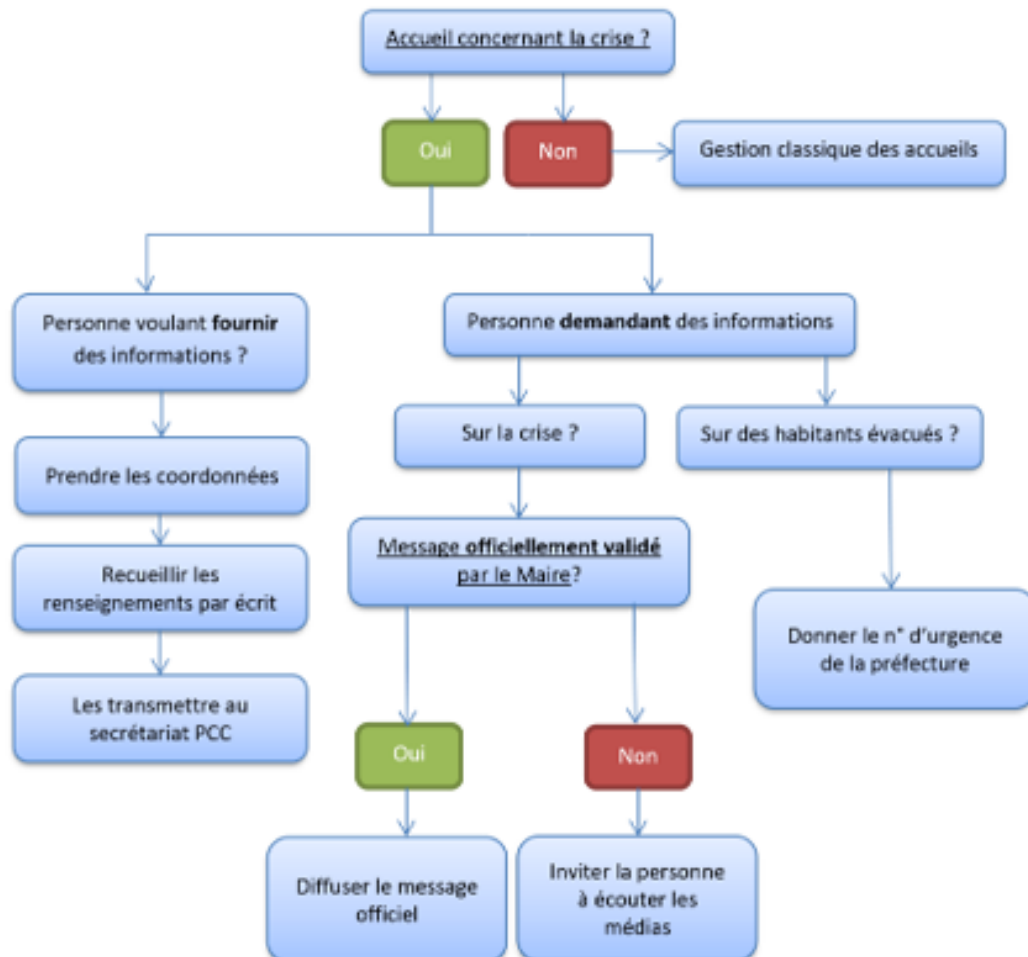 Accueil concernant la crise ?
Oui
Non
Gestion classique des accueils
Personne voulant fournir
des informations ?
Personne demandant des informations
Sur la crise ?
Sur des habitants évacués ?
Prendre les coordonnées
Message officiellement validé
par le Maire?
Recueillir les
renseignements par écrit
Donner le n° d'urgence
de la préfecture
Les transmettre au
secrétariat PCC
Oui
Non
Diffuser le message
officiel
Inviter la personne
à écouter les
médias